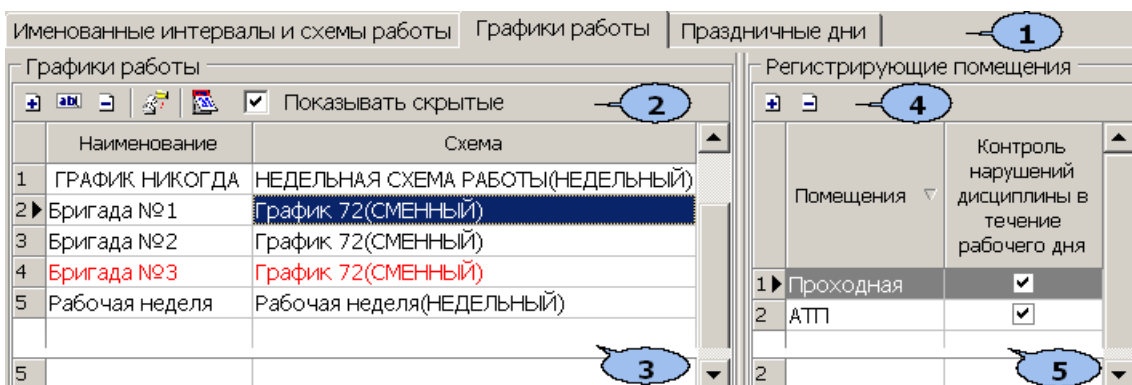 Именованные интервалы и схемы работы Графики работы Праздничные дни 1
Графики работы
abl Показывать скрытые 2
Наименование Схема
1 ГРАФИК НИКОГДА НЕДЕЛЬНАЯ СХЕМА РАБОТЫ(НЕДЕЛЬНЫЙ)
2 Бригада №1 График 72(СМЕННЫЙ)
3 Бригада №2 График 72(СМЕННЫЙ)
4 Бригада №3 График 72(СМЕННЫЙ)
5 Рабочая неделя Рабочая неделя(НЕДЕЛЬНЫЙ)
3
5
Регистрирующие помещения
4
Помещения
Контроль
нарушений
дисциплины в
течение
рабочего дня
1 Проходная
2 АТП
5
2